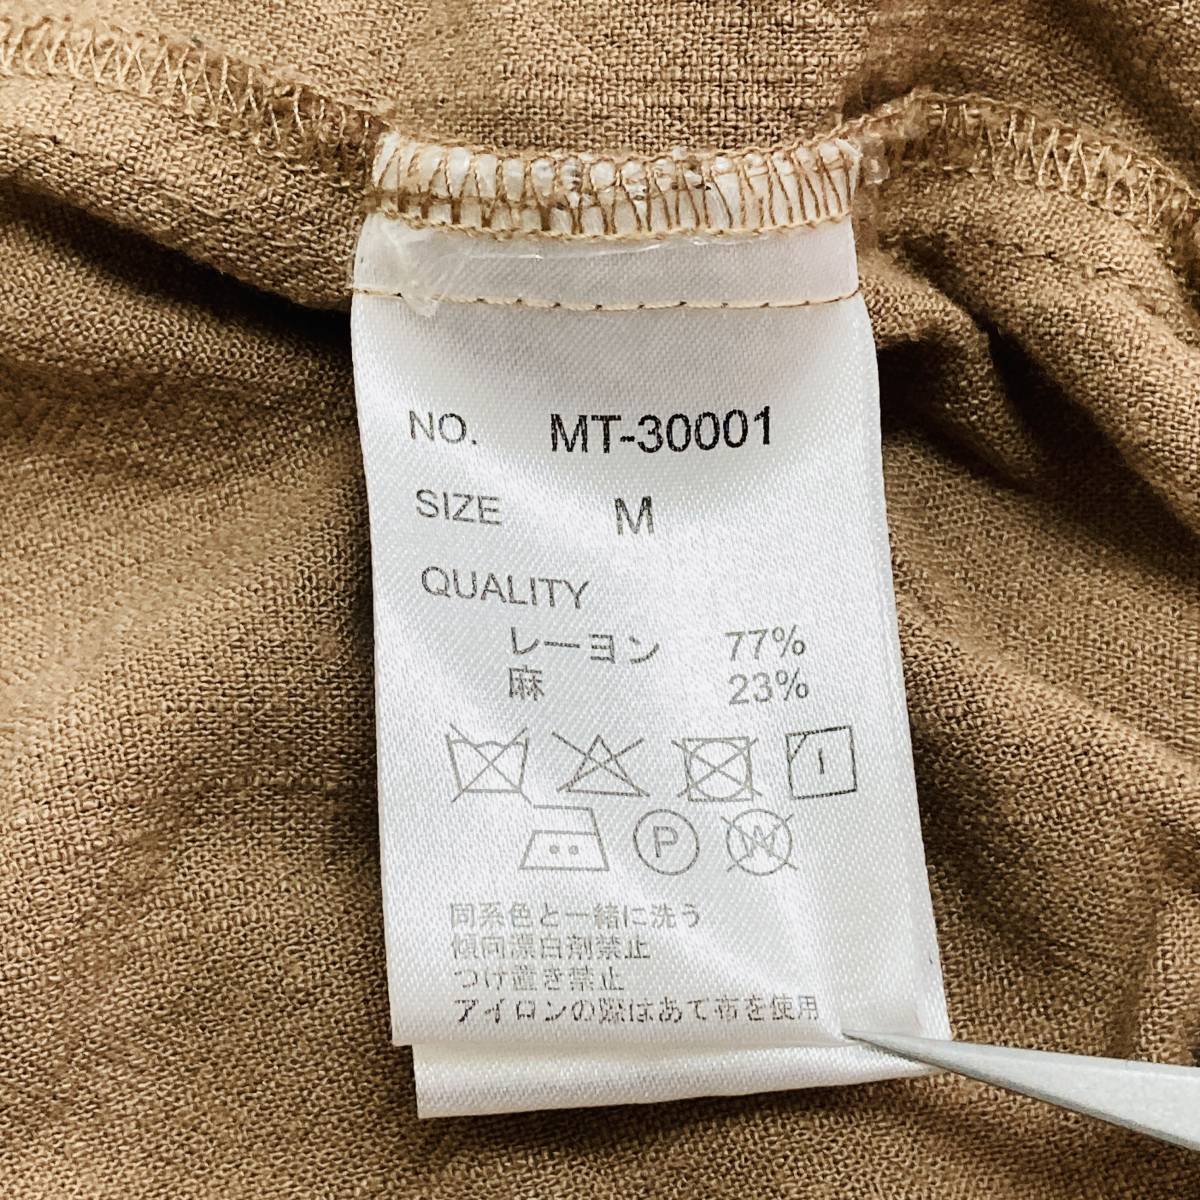 NO. MT-30001
SIZE M
QUALITY
レーヨン 77%
麻 23%
P W
同系色と一緒に洗う
傾向漂白剤禁止
つけ置き禁止
アイロンの際はあて布を使用